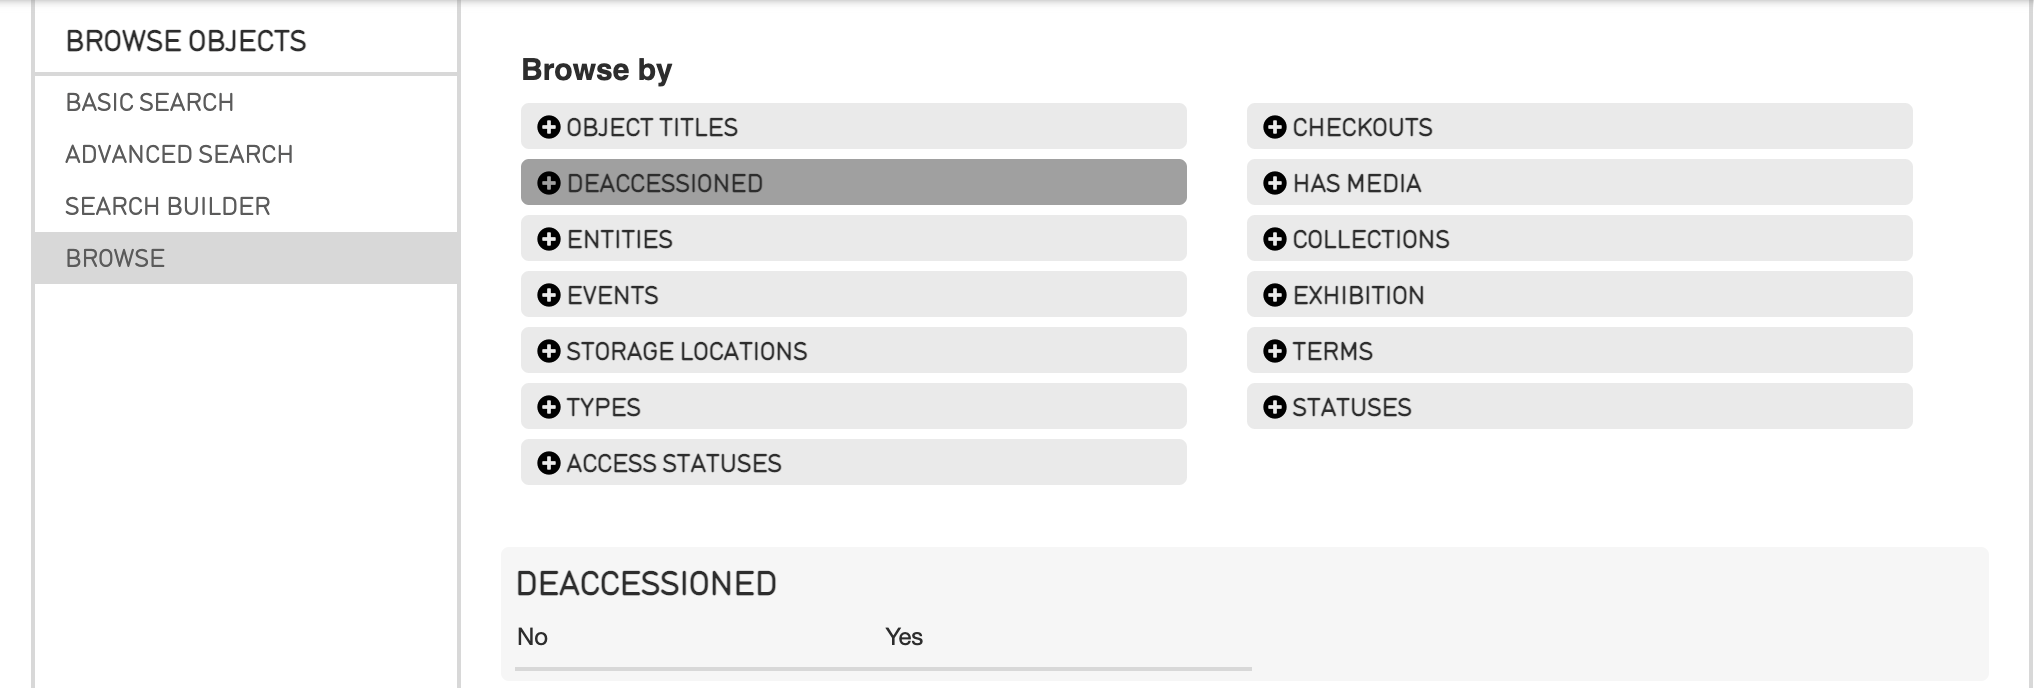 BROWSE OBJECTS
BASIC SEARCH
ADVANCED SEARCH
SEARCH BUILDER
BROWSE
Browse by
OBJECT TITLES
DEACCESSIONED
ENTITIES
EVENTS
STORAGE LOCATIONS
TYPES
ACCESS STATUSES
CHECKOUTS
HAS MEDIA
COLLECTIONS
EXHIBITION
TERMS
STATUSES
DEACCESSIONED
No Yes